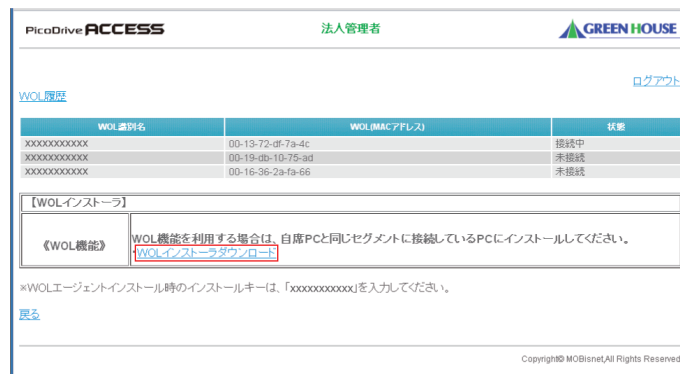 PicoDrive ACCESS 法人管理者 GREEN HOUSE
ログアウト
WOL履歴
WOL識別名 WOL(MACアドレス) 状態
xxxxxxxxxxx 00-13-72-df-7a-4c 接続中
xxxxxxxxxxx 00-19-db-10-75-ad 未接続
xxxxxxxxxxx 00-16-36-2a-fa-66 未接続
【WOLインストーラ】
《WOL機能》 WOL機能を利用する場合は、自席PCと同じセグメントに接続しているPCにインストールしてください。
・WOLインストーラダウンロード
※WOLエージェントインストール時のインストールキーは、「xxxxxxxxxxx」を入力してください。
戻る
Copyright© MOBisnet,All Rights Reserved